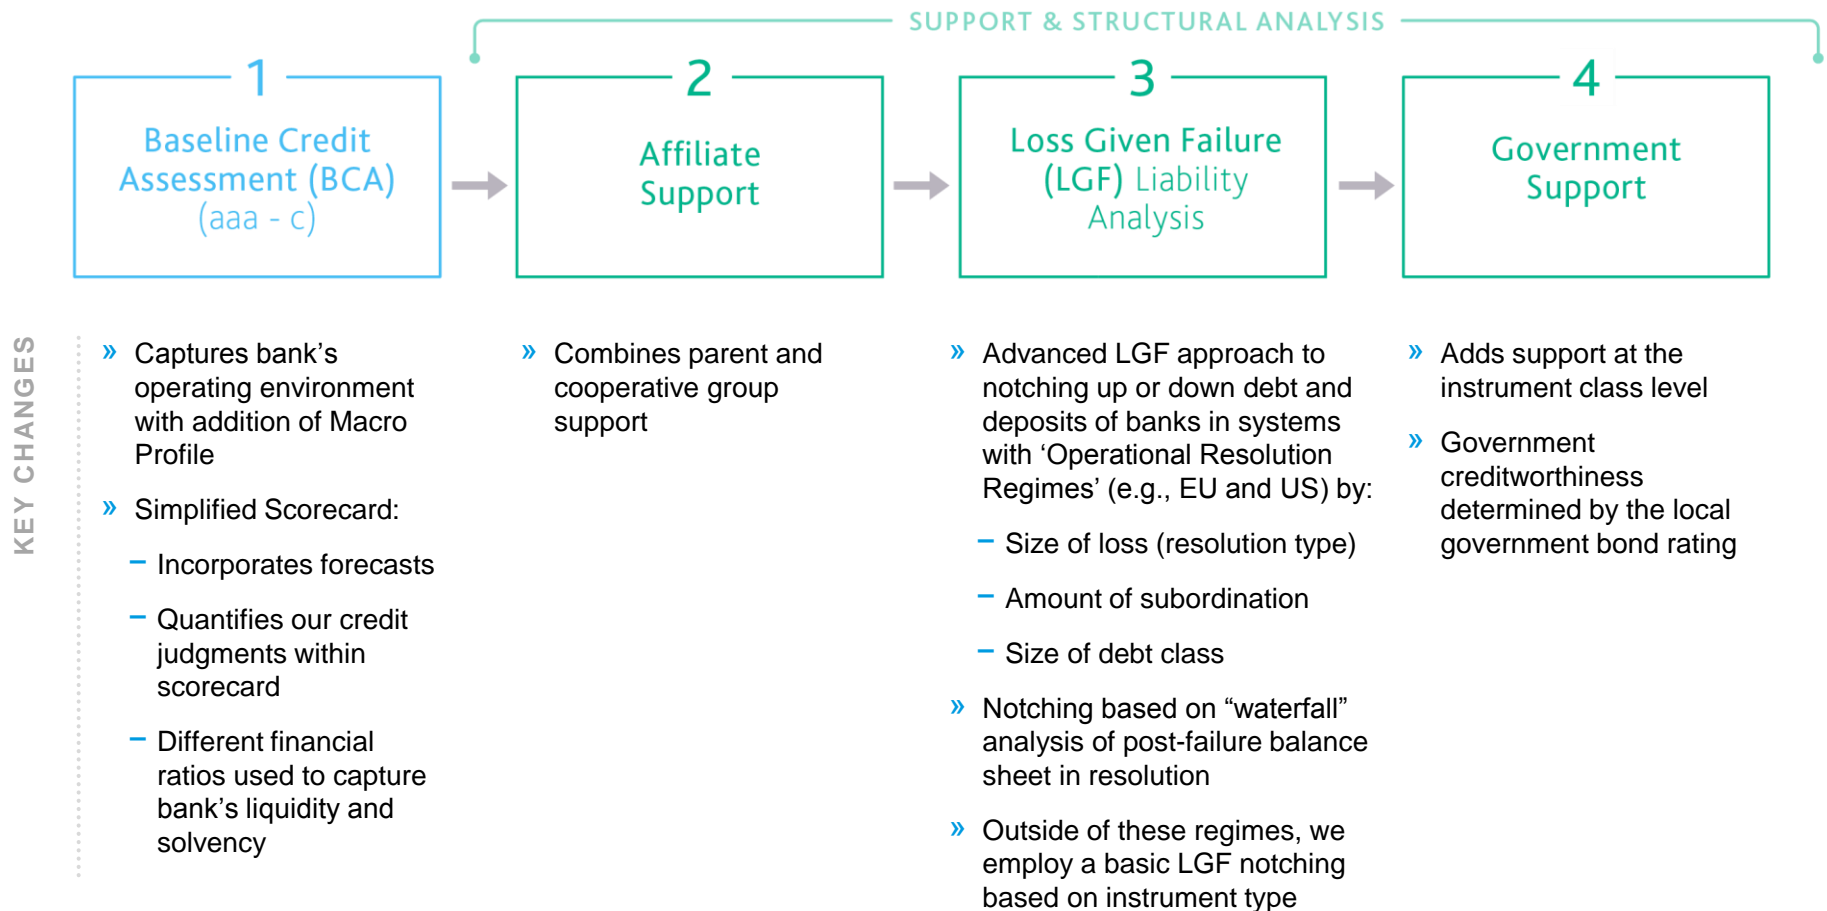 SUPPORT & STRUCTURAL ANALYSIS
1
Baseline Credit
Assessment (BCA)
(aaa - c)
2
Affiliate
Support
3
Loss Given Failure
(LGF) Liability
Analysis
4
Government
Support
KEY CHANGES
» Captures bank’s
operating environment
with addition of Macro
Profile
» Simplified Scorecard:
– Incorporates forecasts
– Quantifies our credit
judgments within
scorecard
– Different financial
ratios used to capture
bank’s liquidity and
solvency
» Combines parent and
cooperative group
support
» Advanced LGF approach to
notching up or down debt and
deposits of banks in systems
with ‘Operational Resolution
Regimes’ (e.g., EU and US) by:
– Size of loss (resolution type)
– Amount of subordination
– Size of debt class
» Notching based on “waterfall”
analysis of post-failure balance
sheet in resolution
» Outside of these regimes, we
employ a basic LGF notching
based on instrument type
» Adds support at the
instrument class level
» Government
creditworthiness
determined by the local
government bond rating